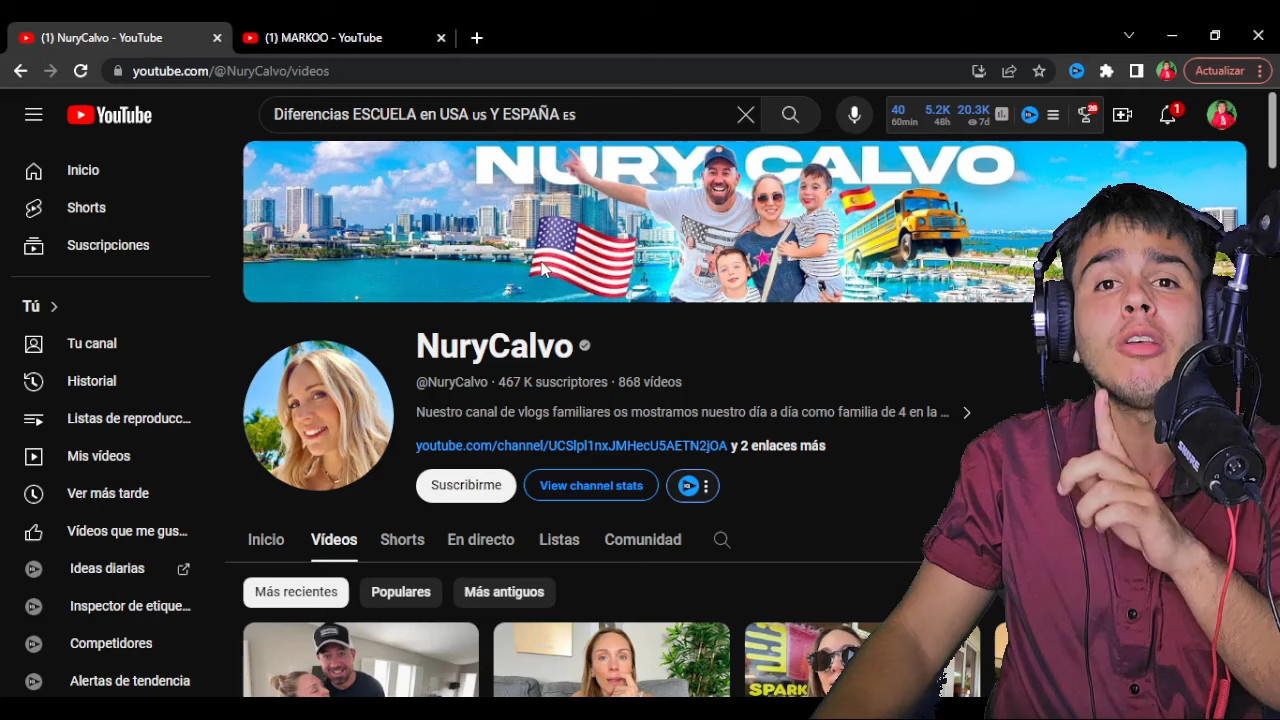 (1) NuryCalvo - YouTube
(1) MARKOO - YouTube
youtube.com/@NuryCalvo/videos
Actualizar
YouTube
Diferencias ESCUELA en USA us Y ESPAÑA ES
40 5.2K 20.3K
60min 48h 7d
28
1
NURY CALVO
Inicio
Shorts
Suscripciones
Tú
Tu canal
Historial
Listas de reproducc...
Mis vídeos
Ver más tarde
Vídeos que me gus...
Ideas diarias
Inspector de etique...
Competidores
Alertas de tendencia
NuryCalvo
@NuryCalvo · 467 K suscriptores · 868 vídeos
Nuestro canal de vlogs familiares os mostramos nuestro día a día como familia de 4 en la ...
youtube.com/channel/UCSlpl1nxJMHecU5AETN2jOA y 2 enlaces más
Suscribirme
View channel stats
Inicio
Vídeos
Shorts
En directo
Listas
Comunidad
Más recientes
Populares
Más antiguos
SPARK
SHURE